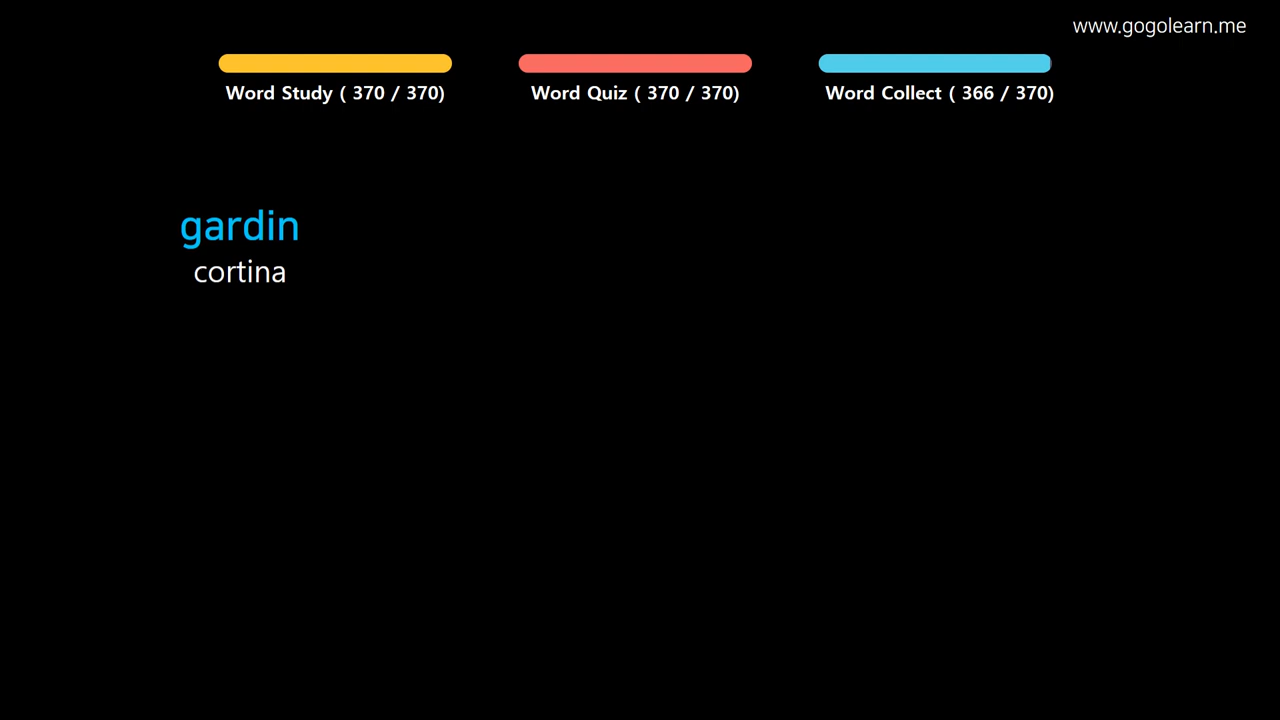 www.gogolearn.me
Word Study ( 370 / 370)
Word Quiz ( 370 / 370)
Word Collect ( 366 / 370)
gardin
cortina